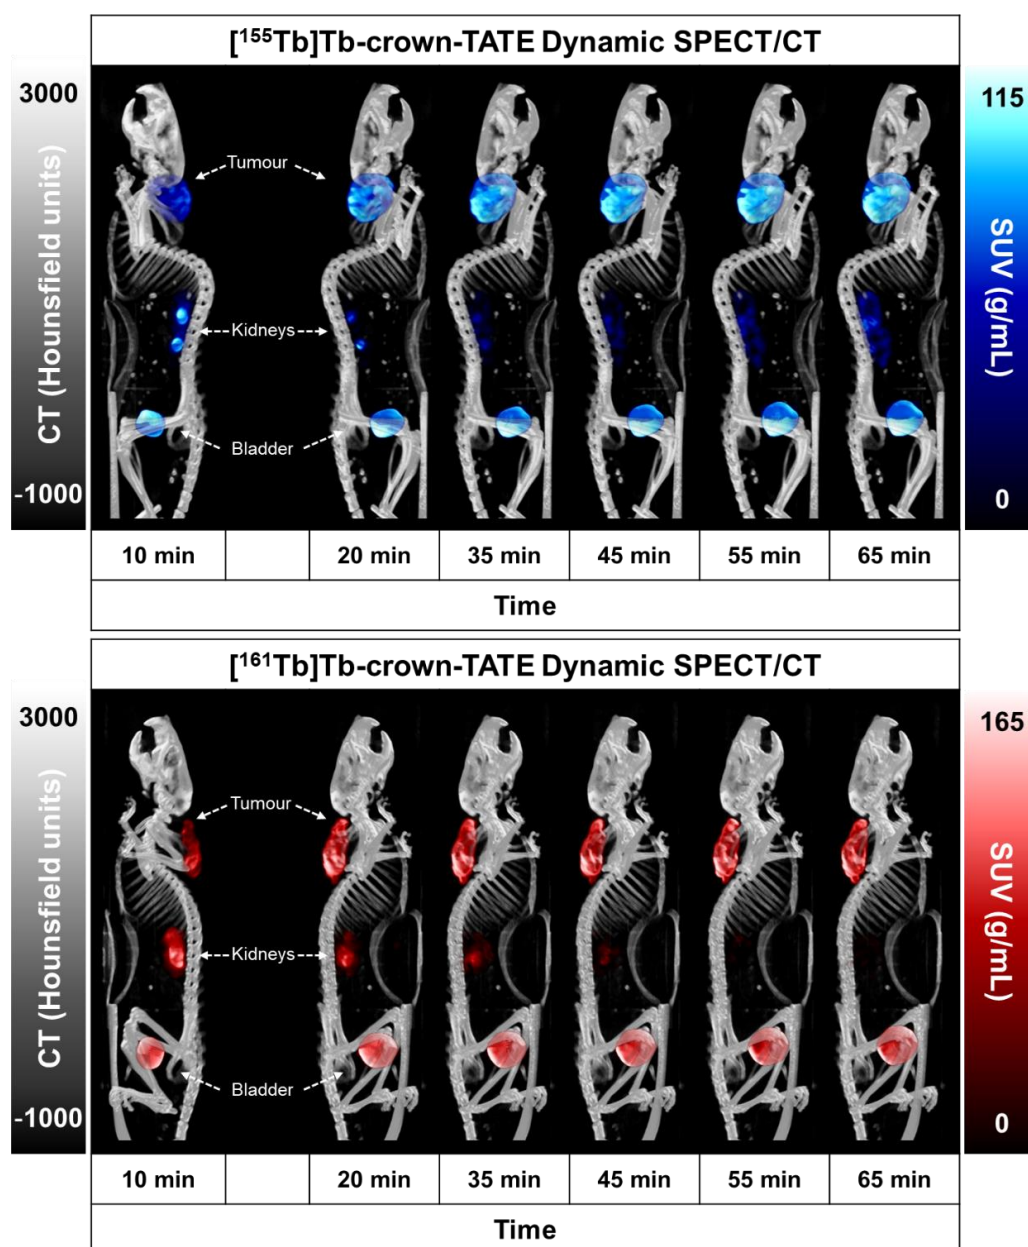 [¹⁵⁵Tb]Tb-crown-TATE Dynamic SPECT/CT
3000
CT (Hounsfield units)
-1000
Tumour
Kidneys
Bladder
115
SUV (g/mL)
0
10 min 20 min 35 min 45 min 55 min 65 min
Time
[¹⁶¹Tb]Tb-crown-TATE Dynamic SPECT/CT
3000
CT (Hounsfield units)
-1000
Tumour
Kidneys
Bladder
165
SUV (g/mL)
0
10 min 20 min 35 min 45 min 55 min 65 min
Time